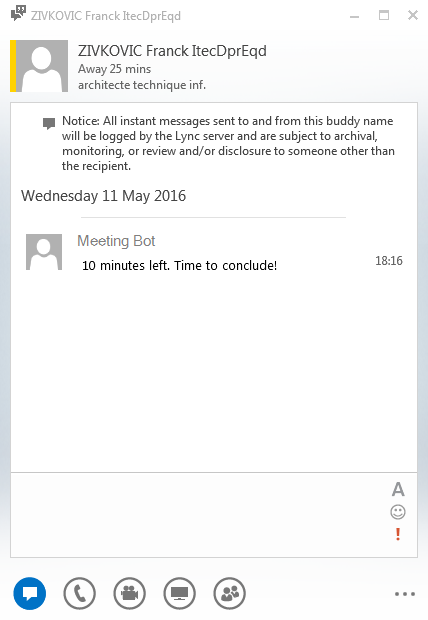 ZIVKOVIC Franck ItecDprEqd
ZIVKOVIC Franck ItecDprEqd
Away 25 mins
architecte technique inf.
Notice: All instant messages sent to and from this buddy name
will be logged by the Lync server and are subject to archival,
monitoring, or review and/or disclosure to someone other than
the recipient.
Wednesday 11 May 2016
Meeting Bot
10 minutes left. Time to conclude!
18:16
A
!